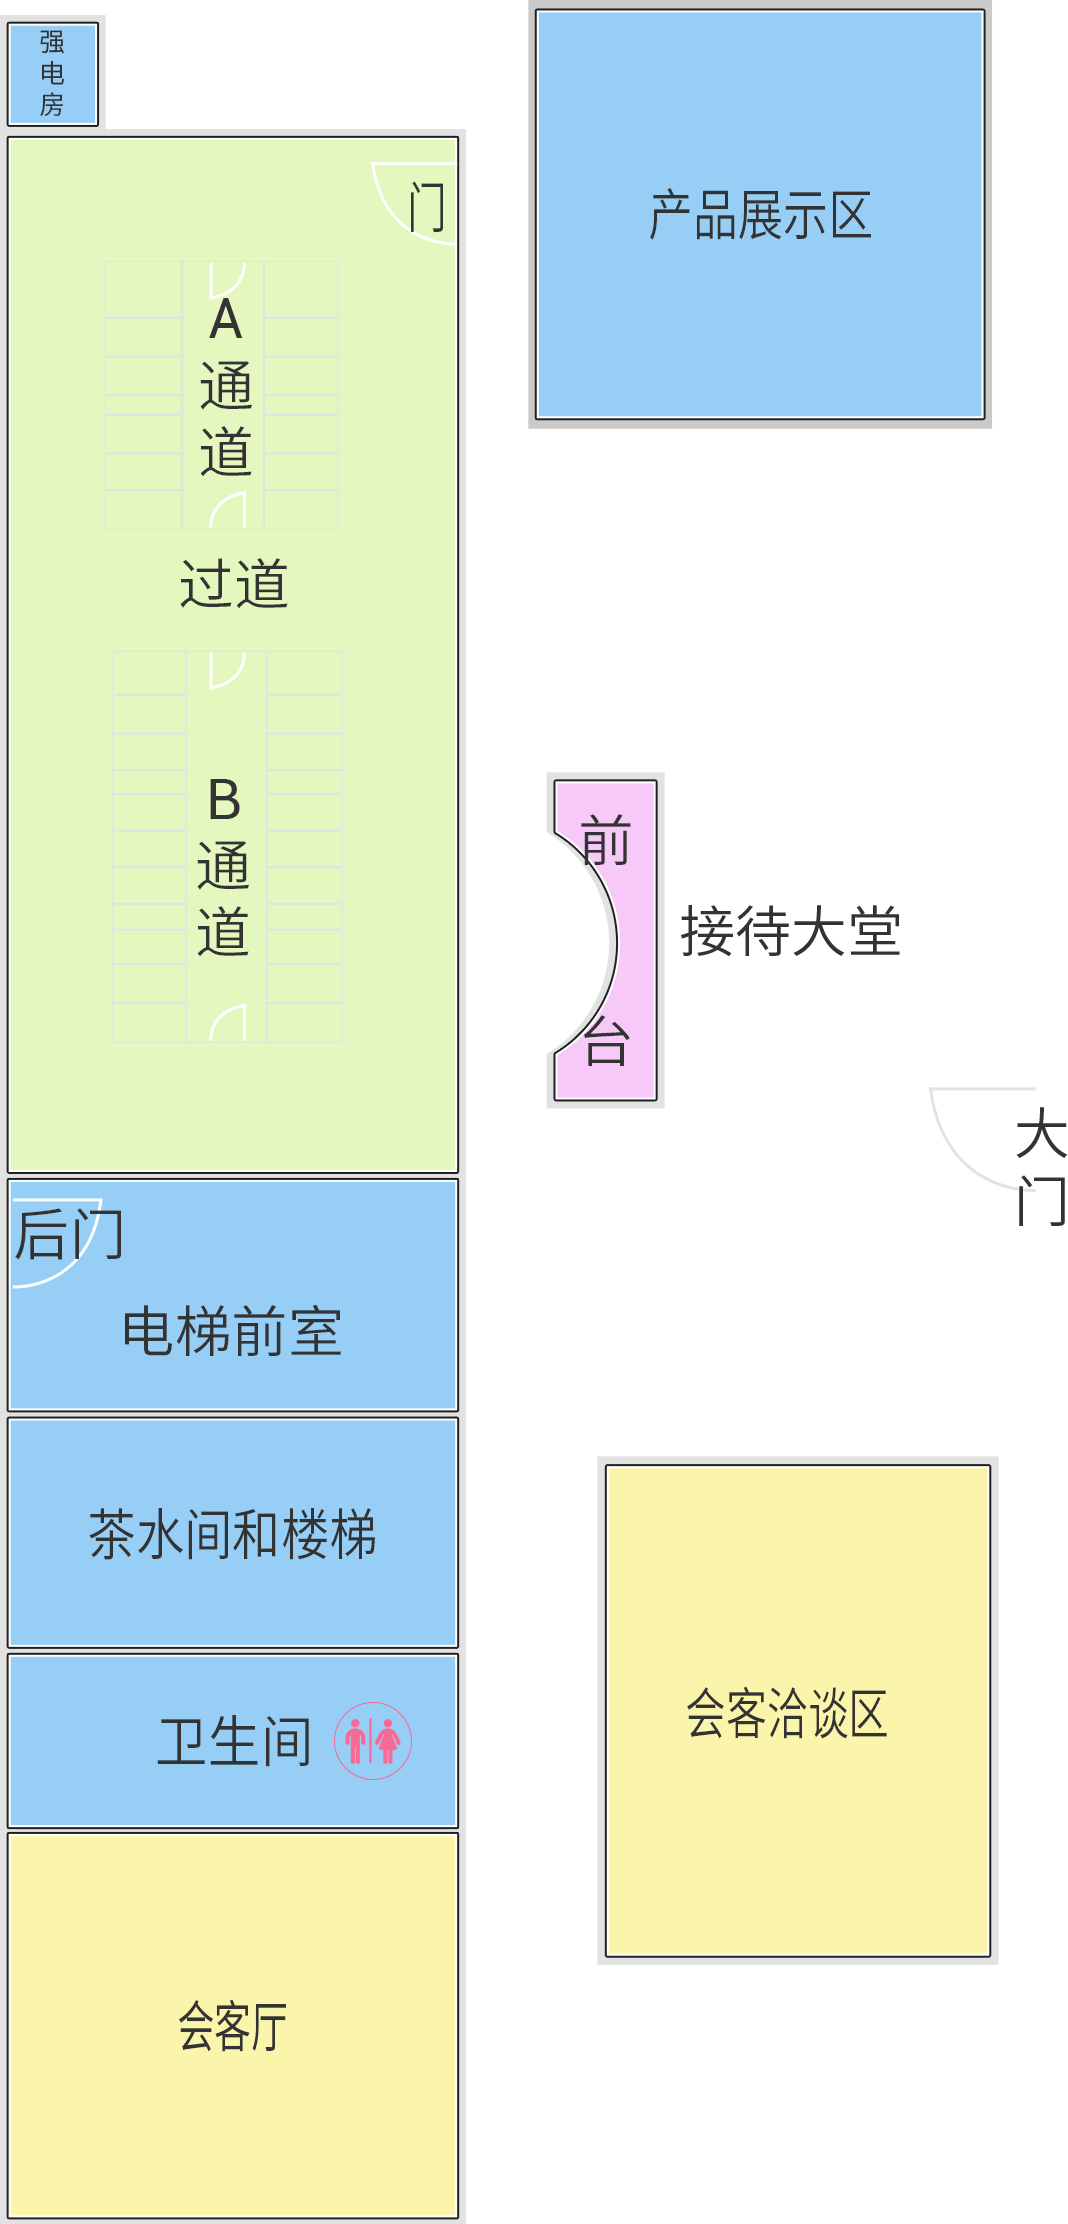 强
电
房
产品展示区
门
A
通
道
过道
B
通
道
前
台
接待大堂
大
门
后门
电梯前室
茶水间和楼梯
卫生间
会客洽谈区
会客厅